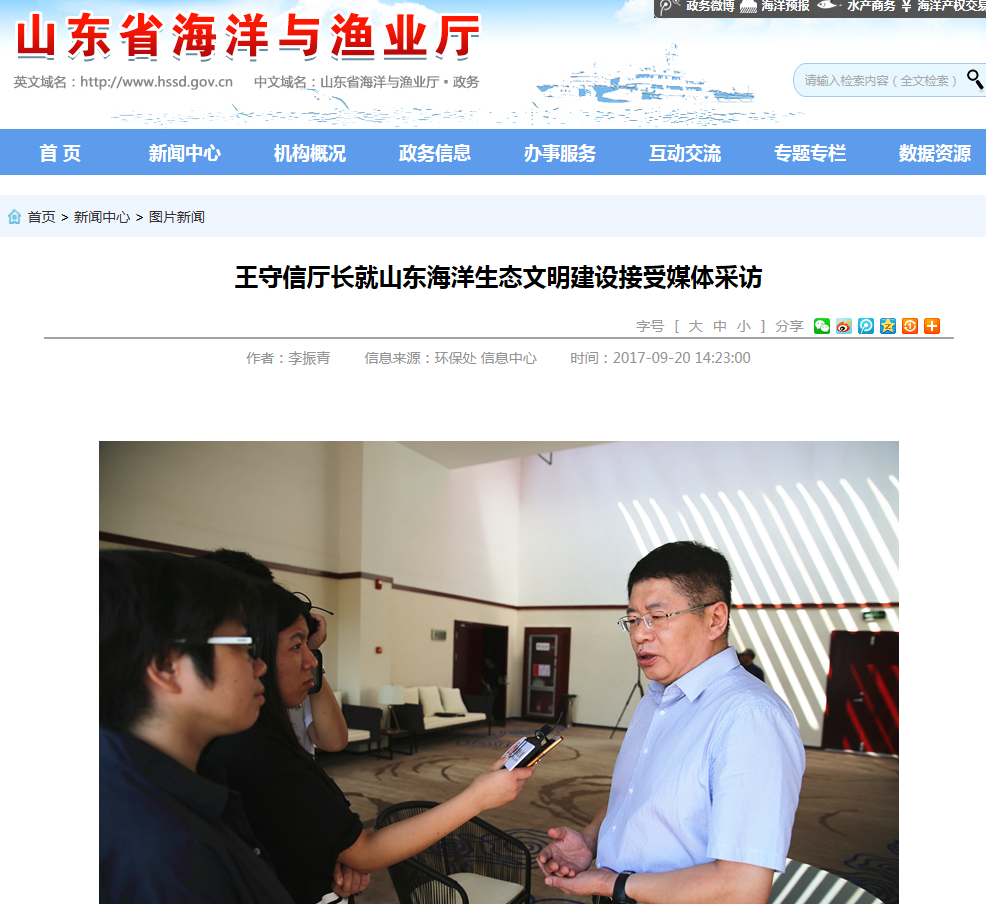 政务微博 海洋预报 水产商务 ¥ 海洋产权交易
山东省海洋与渔业厅
英文域名：http://www.hssd.gov.cn 中文域名：山东省海洋与渔业厅·政务
请输入检索内容（全文检索）
首 页 新闻中心 机构概况 政务信息 办事服务 互动交流 专题专栏 数据资源
首页 > 新闻中心 > 图片新闻
王守信厅长就山东海洋生态文明建设接受媒体采访
字号 [ 大 中 小 ] 分享
作者：李振青 信息来源：环保处 信息中心 时间：2017-09-20 14:23:00